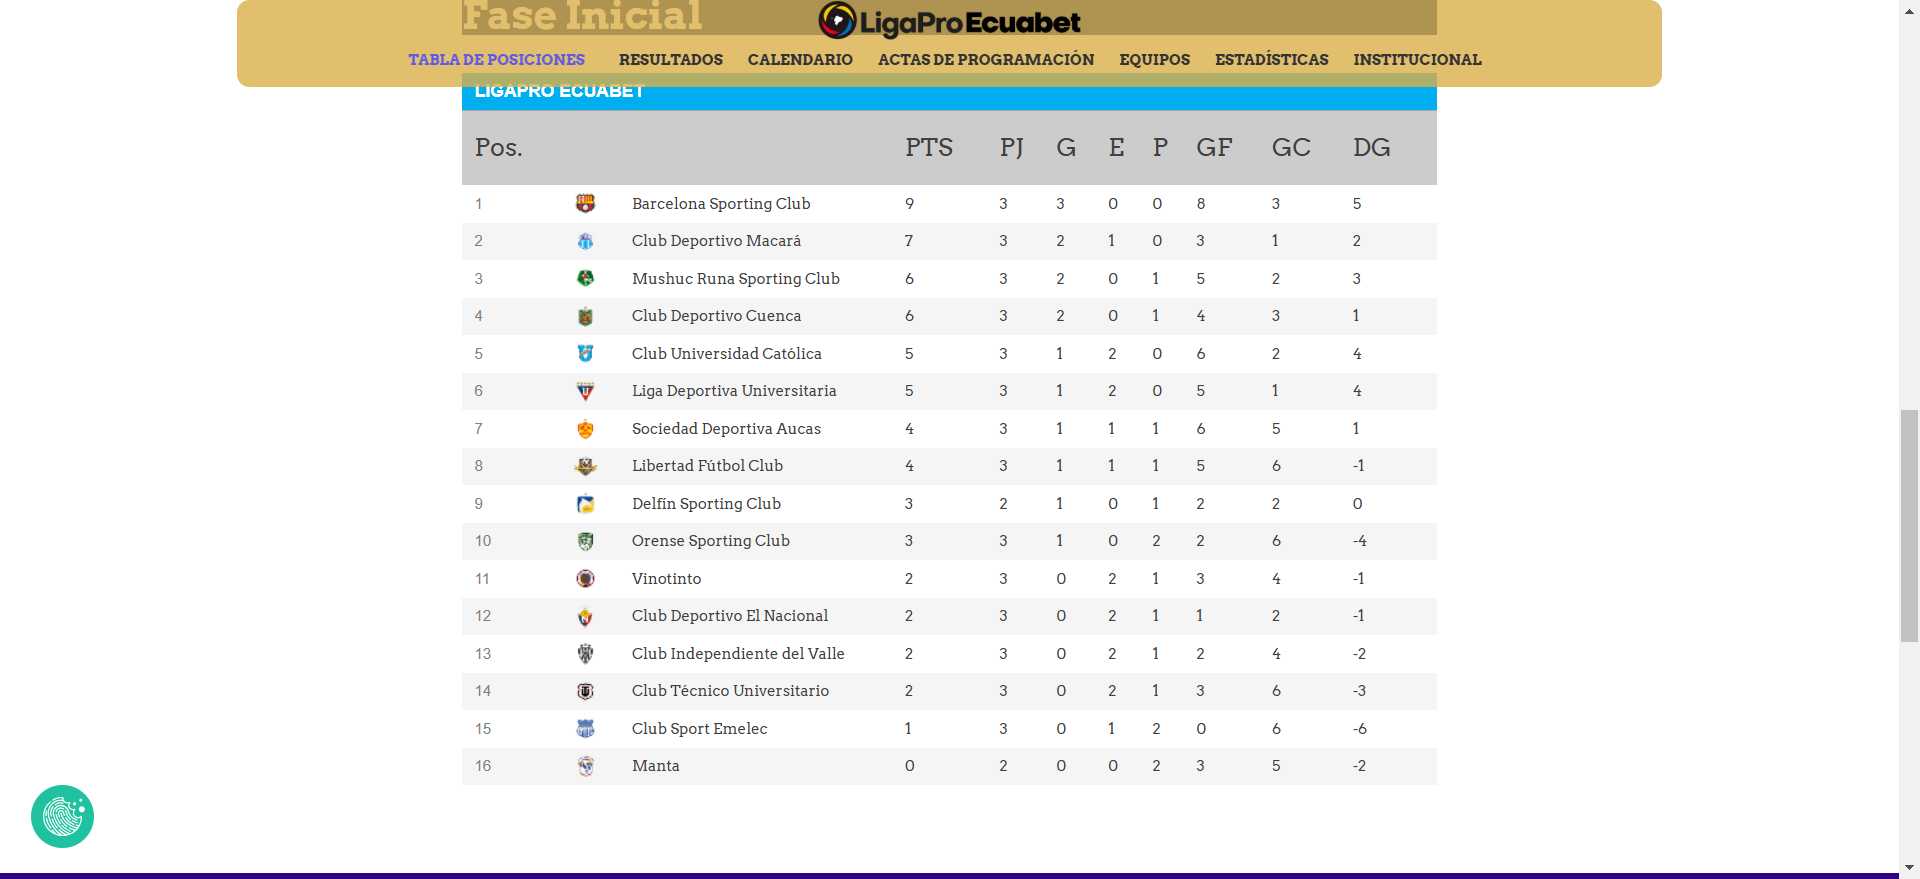 Fase Inicial
LigaPro Ecuabet
TABLA DE POSICIONES RESULTADOS CALENDARIO ACTAS DE PROGRAMACIÓN EQUIPOS ESTADÍSTICAS INSTITUCIONAL
LIGAPRO ECUABET
Pos. PTS PJ G E P GF GC DG
1 Barcelona Sporting Club 9 3 3 0 0 8 3 5
2 Club Deportivo Macará 7 3 2 1 0 3 1 2
3 Mushuc Runa Sporting Club 6 3 2 0 1 5 2 3
4 Club Deportivo Cuenca 6 3 2 0 1 4 3 1
5 Club Universidad Católica 5 3 1 2 0 6 2 4
6 Liga Deportiva Universitaria 5 3 1 2 0 5 1 4
7 Sociedad Deportiva Aucas 4 3 1 1 1 6 5 1
8 Libertad Fútbol Club 4 3 1 1 1 5 6 -1
9 Delfín Sporting Club 3 2 1 0 1 2 2 0
10 Orense Sporting Club 3 3 1 0 2 2 6 -4
11 Vinotinto 2 3 0 2 1 3 4 -1
12 Club Deportivo El Nacional 2 3 0 2 1 1 2 -1
13 Club Independiente del Valle 2 3 0 2 1 2 4 -2
14 Club Técnico Universitario 2 3 0 2 1 3 6 -3
15 Club Sport Emelec 1 3 0 1 2 0 6 -6
16 Manta 0 2 0 0 2 3 5 -2